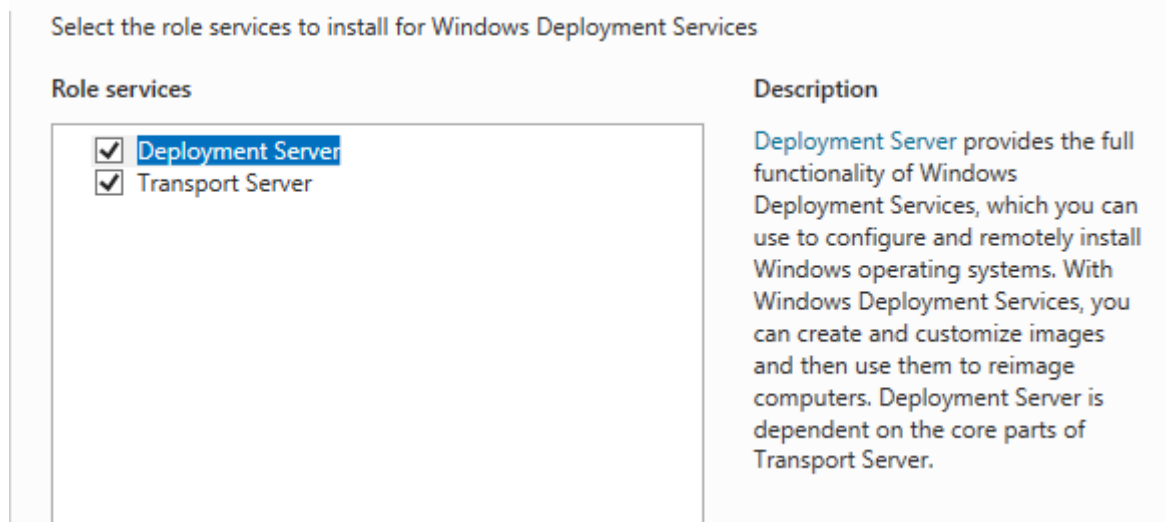 Select the role services to install for Windows Deployment Services
Role services
Deployment Server
Transport Server
Description
Deployment Server provides the full
functionality of Windows
Deployment Services, which you can
use to configure and remotely install
Windows operating systems. With
Windows Deployment Services, you
can create and customize images
and then use them to reimage
computers. Deployment Server is
dependent on the core parts of
Transport Server.